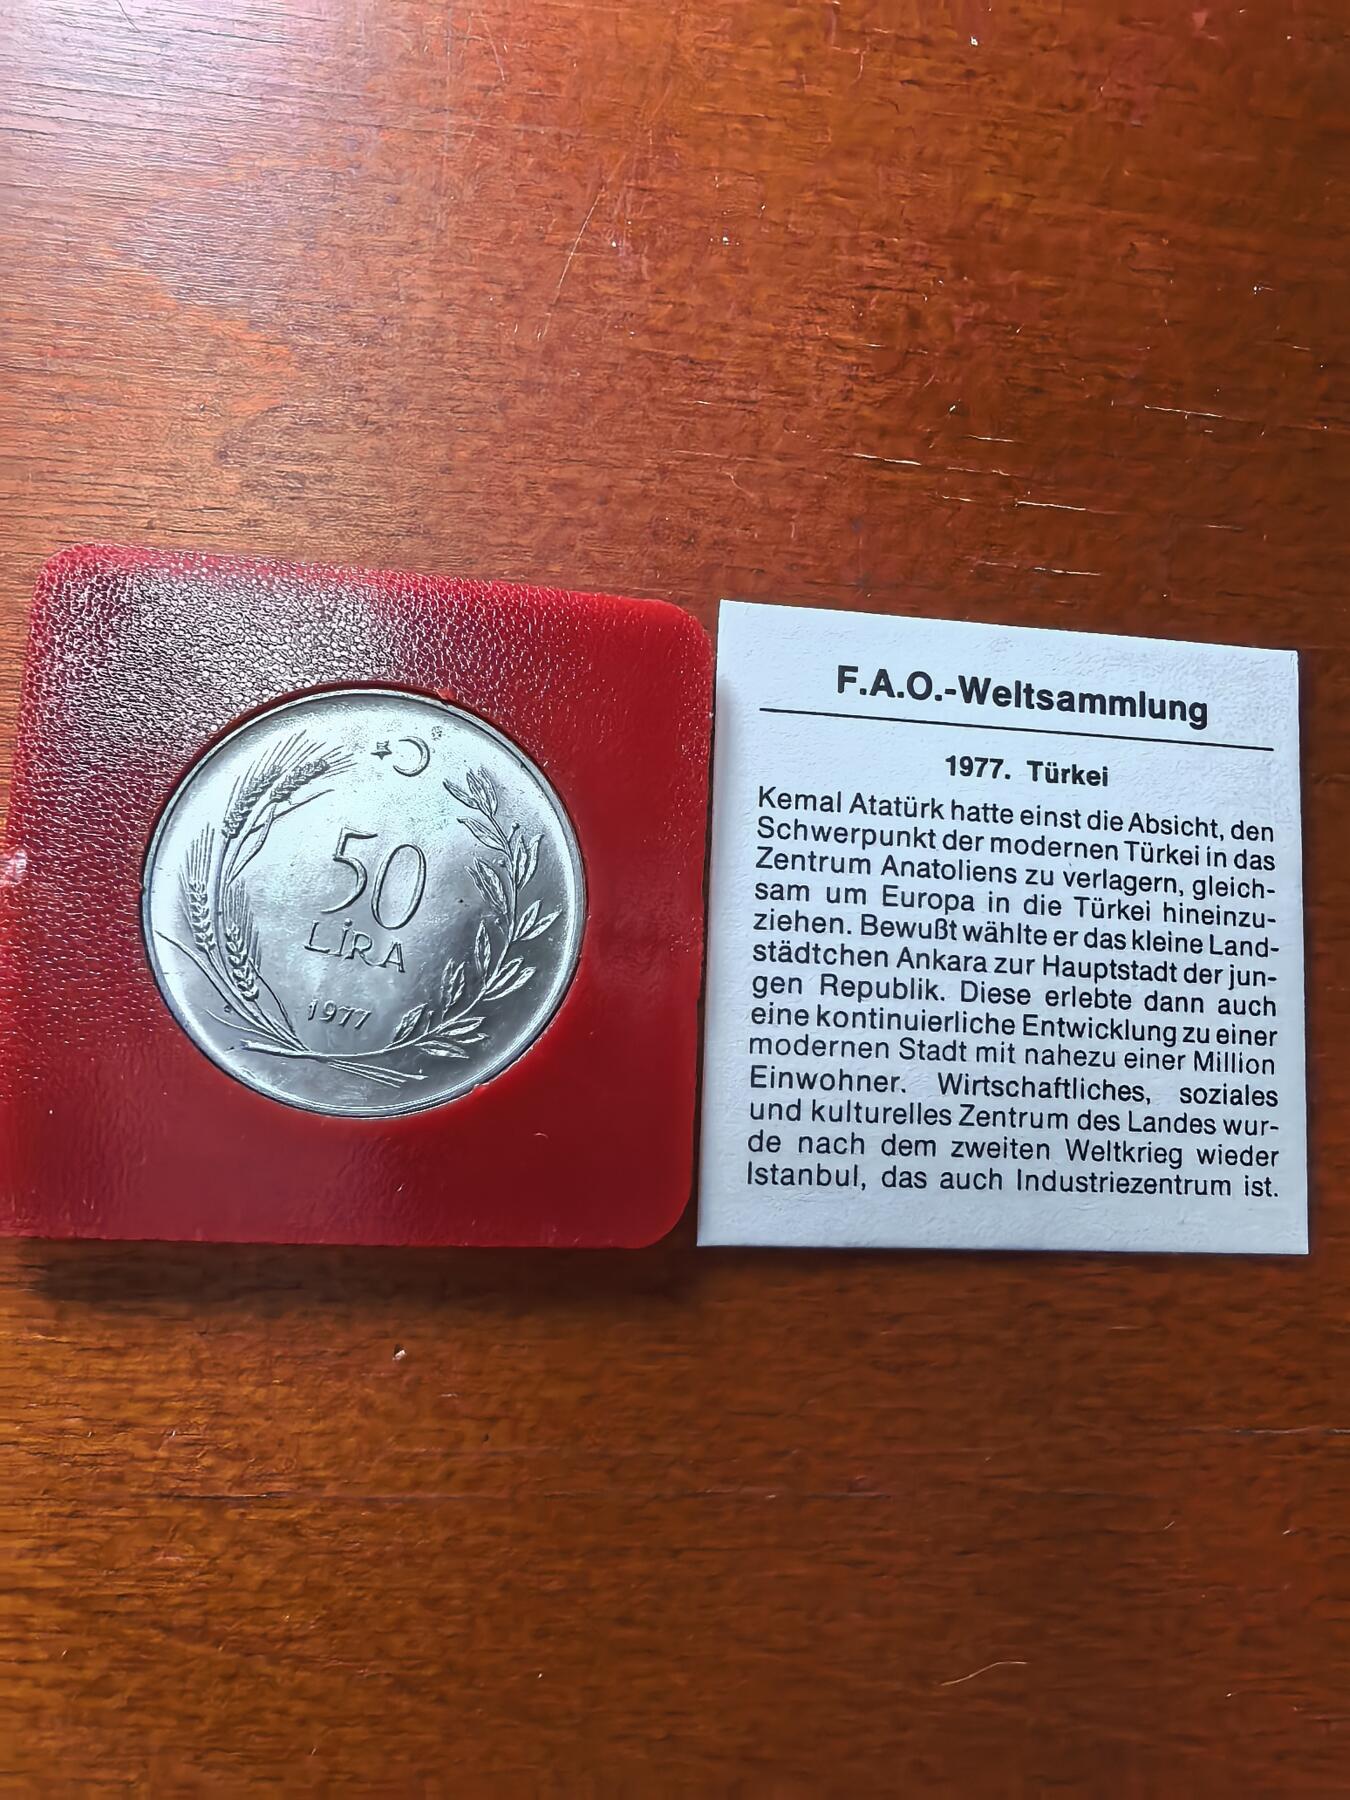 50
LİRA
1977
F.A.O.-Weltsammlung
1977. Türkei
Kemal Atatürk hatte einst die Absicht, den
Schwerpunkt der modernen Türkei in das
Zentrum Anatoliens zu verlagern, gleich-
sam um Europa in die Türkei hineinzu-
ziehen. Bewußt wählte er das kleine Land-
städtchen Ankara zur Hauptstadt der jun-
gen Republik. Diese erlebte dann auch
eine kontinuierliche Entwicklung zu einer
modernen Stadt mit nahezu einer Million
Einwohner. Wirtschaftliches, soziales
und kulturelles Zentrum des Landes wur-
de nach dem zweiten Weltkrieg wieder
Istanbul, das auch Industriezentrum ist.